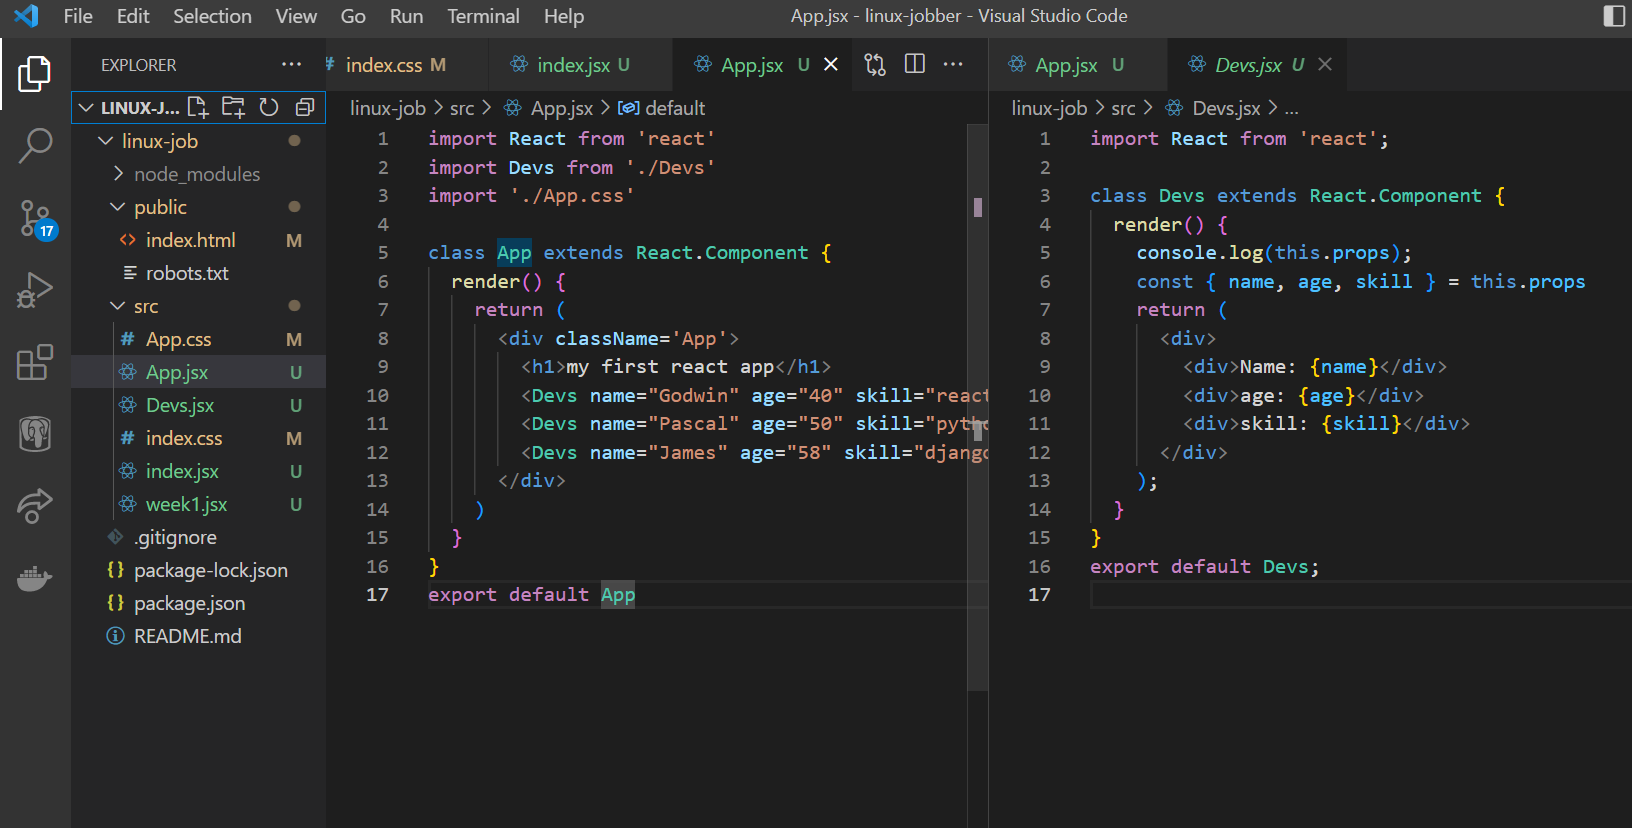 File Edit Selection View Go Run Terminal Help App.jsx - linux-jobber - Visual Studio Code
EXPLORER ···
LINUX-J...
linux-job
node_modules
public
index.html M
robots.txt
src
# App.css M
App.jsx U
Devs.jsx U
# index.css M
index.jsx U
week1.jsx U
.gitignore
{} package-lock.json
{} package.json
README.md
17
# index.css M index.jsx U App.jsx U ···
linux-job > src > App.jsx > default
1 import React from 'react'
2 import Devs from './Devs'
3 import './App.css'
4
5 class App extends React.Component {
6 render() {
7 return (
8 <div className='App'>
9 <h1>my first react app</h1>
10 <Devs name="Godwin" age="40" skill="react
11 <Devs name="Pascal" age="50" skill="pytho
12 <Devs name="James" age="58" skill="django
13 </div>
14 )
15 }
16 }
17 export default App
App.jsx U Devs.jsx U
linux-job > src > Devs.jsx > ...
1 import React from 'react';
2
3 class Devs extends React.Component {
4 render() {
5 console.log(this.props);
6 const { name, age, skill } = this.props
7 return (
8 <div>
9 <div>Name: {name}</div>
10 <div>age: {age}</div>
11 <div>skill: {skill}</div>
12 </div>
13 );
14 }
15 }
16 export default Devs;
17